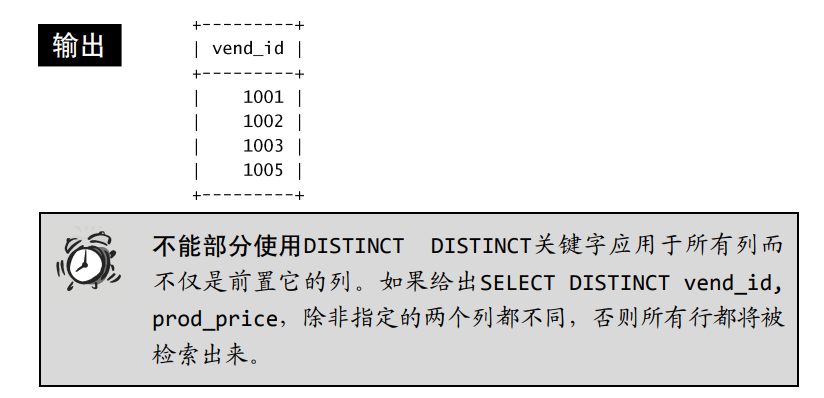 输出
+---------+
| vend_id |
+---------+
|    1001 |
|    1002 |
|    1003 |
|    1005 |
+---------+
不能部分使用DISTINCT DISTINCT关键字应用于所有列而
不仅是前置它的列。如果给出SELECT DISTINCT vend_id,
prod_price，除非指定的两个列都不同，否则所有行都将被
检索出来。